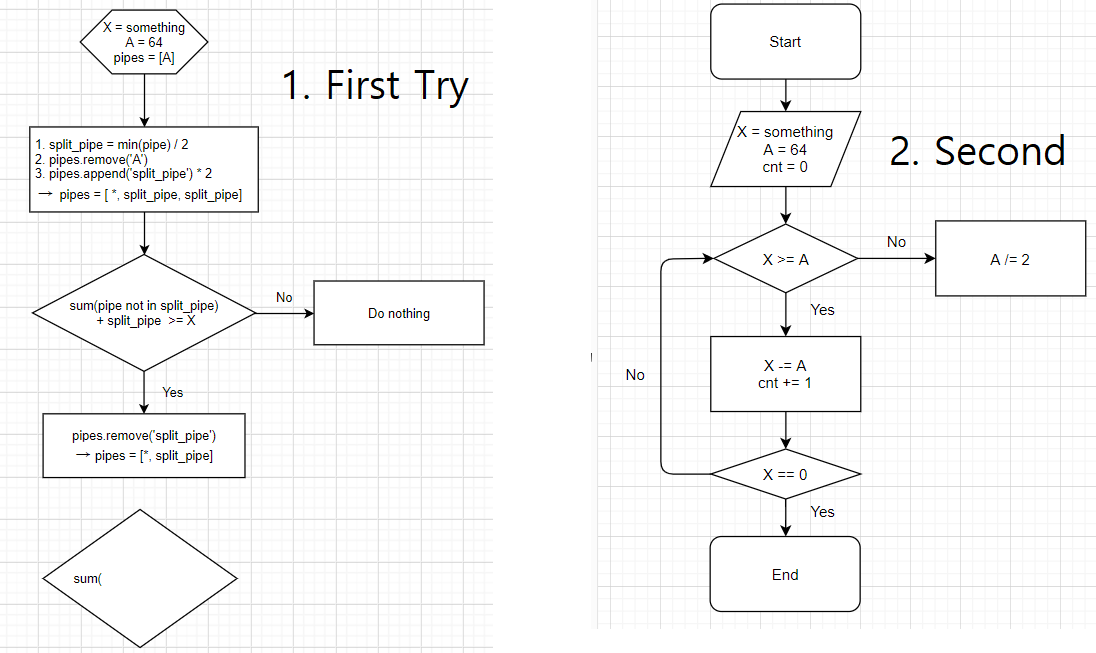 X = something
A = 64
pipes = [A]
1. First Try
1. split_pipe = min(pipe) / 2
2. pipes.remove('A')
3. pipes.append('split_pipe') * 2
→ pipes = [ *, split_pipe, split_pipe]
sum(pipe not in split_pipe)
+ split_pipe >= X
No
Do nothing
Yes
pipes.remove('split_pipe')
→ pipes = [*, split_pipe]
sum(
Start
X = something
A = 64
cnt = 0
2. Second
X >= A
No
A /= 2
Yes
X -= A
cnt += 1
No
X == 0
Yes
End